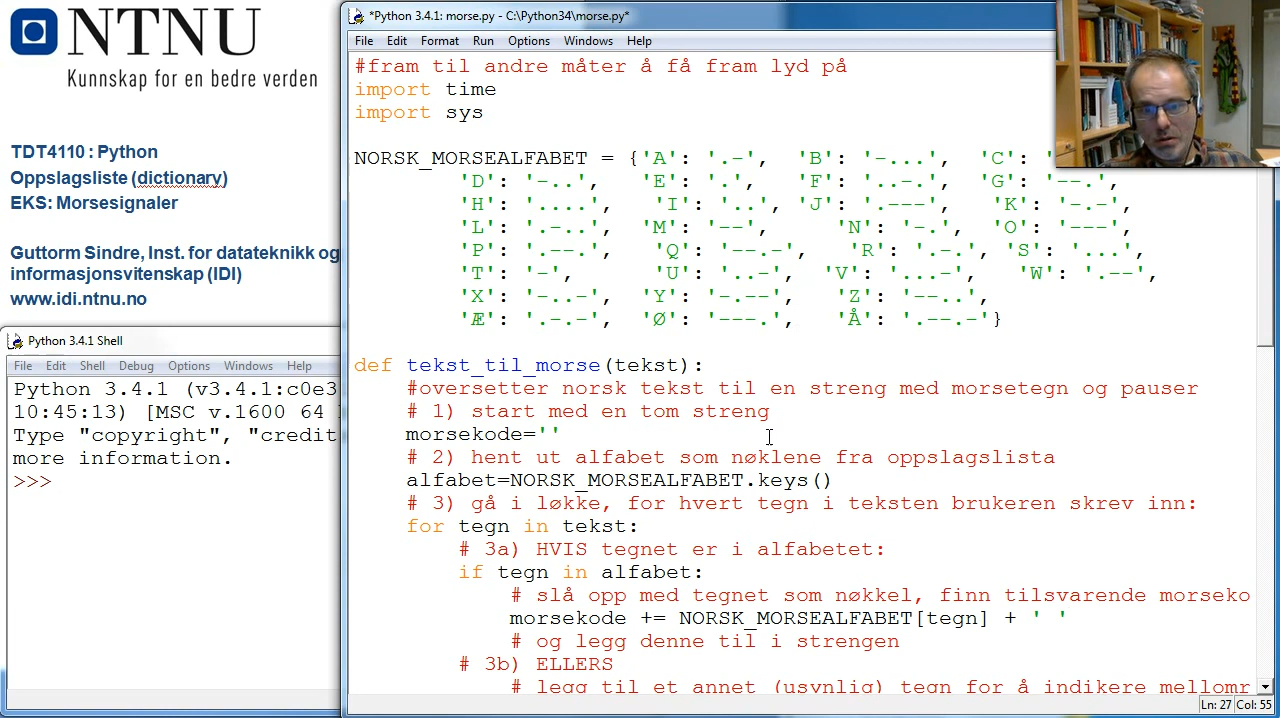 NTNU
Kunnskap for en bedre verden
TDT4110 : Python
Oppslagsliste (dictionary)
EKS: Morsesignaler
Guttorm Sindre, Inst. for datateknikk og
informasjonsvitenskap (IDI)
www.idi.ntnu.no
Python 3.4.1 Shell
File Edit Shell Debug Options Windows Help
Python 3.4.1 (v3.4.1:c0e3
10:45:13) [MSC v.1600 64
Type "copyright", "credit
more information.
>>>
*Python 3.4.1: morse.py - C:\Python34\morse.py*
File Edit Format Run Options Windows Help
#fram til andre måter å få fram lyd på
import time
import sys
NORSK_MORSEALFABET = {'A': '.-', 'B': '-...', 'C': '
'D': '-..', 'E': '.', 'F': '..-.', 'G': '--.',
'H': '....', 'I': '..', 'J': '.---', 'K': '-.-',
'L': '.-..', 'M': '--', 'N': '-.', 'O': '---',
'P': '.--.', 'Q': '--.-', 'R': '.-.', 'S': '...',
'T': '-', 'U': '..-', 'V': '...-', 'W': '.--',
'X': '-..-', 'Y': '-.--', 'Z': '--..',
'Æ': '.-.-', 'Ø': '---.', 'Å': '.--.-'}
def tekst_til_morse(tekst):
#oversetter norsk tekst til en streng med morsetegn og pauser
# 1) start med en tom streng
morsekode=''
# 2) hent ut alfabet som nøklene fra oppslagslista
alfabet=NORSK_MORSEALFABET.keys()
# 3) gå i løkke, for hvert tegn i teksten brukeren skrev inn:
for tegn in tekst:
# 3a) HVIS tegnet er i alfabetet:
if tegn in alfabet:
# slå opp med tegnet som nøkkel, finn tilsvarende morseko
morsekode += NORSK_MORSEALFABET[tegn] + ' '
# og legg denne til i strengen
# 3b) ELLERS
# legg til et annet (usynlig) tegn for å indikere mellomr
Ln: 27 Col: 55